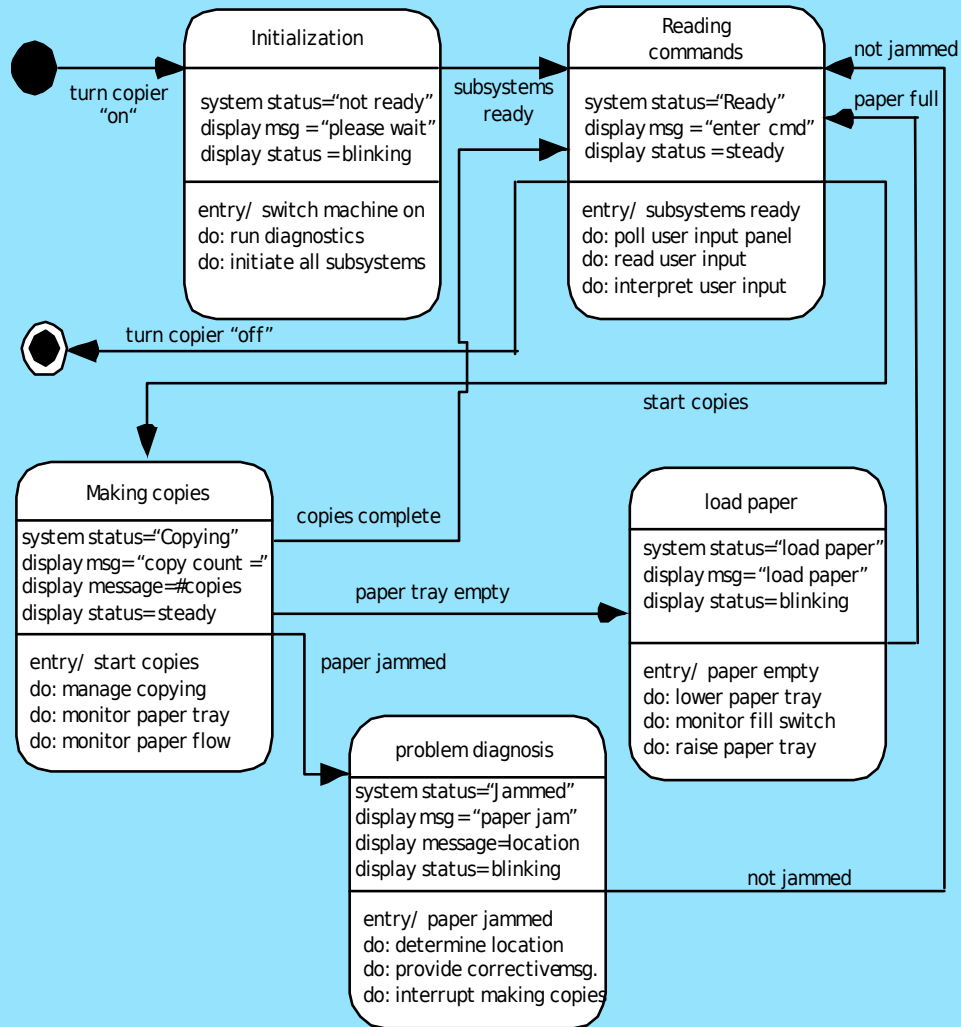 Initialization
system status="not ready"
display msg = "please wait"
display status = blinking
entry/ switch machine on
do: run diagnostics
do: initiate all subsystems
turn copier
"on"
subsystems
ready
Reading
commands
system status="Ready"
display msg = "enter cmd"
display status = steady
entry/ subsystems ready
do: poll user input panel
do: read user input
do: interpret user input
not jammed
paper full
turn copier "off"
start copies
Making copies
system status="Copying"
display msg= "copy count ="
display message=#copies
display status= steady
entry/ start copies
do: manage copying
do: monitor paper tray
do: monitor paper flow
copies complete
paper tray empty
paper jammed
load paper
system status="load paper"
display msg= "load paper"
display status= blinking
entry/ paper empty
do: lower paper tray
do: monitor fill switch
do: raise paper tray
problem diagnosis
system status="Jammed"
display msg = "paper jam"
display message=location
display status= blinking
entry/ paper jammed
do: determine location
do: provide correctivemsg.
do: interrupt making copies
not jammed